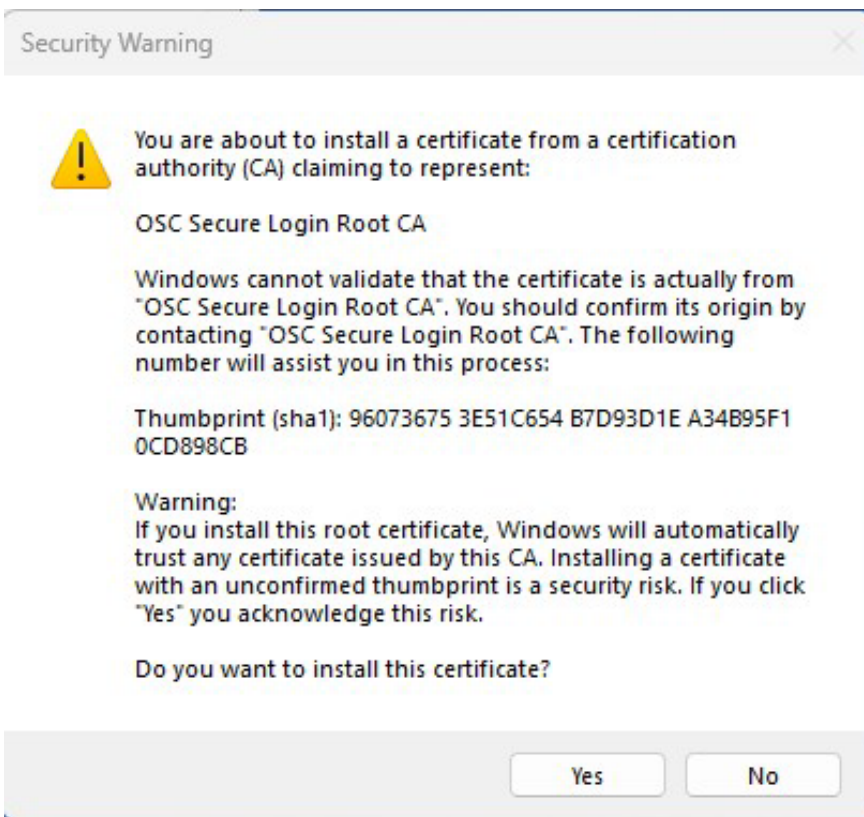 Security Warning
You are about to install a certificate from a certification
authority (CA) claiming to represent:
OSC Secure Login Root CA
Windows cannot validate that the certificate is actually from
"OSC Secure Login Root CA". You should confirm its origin by
contacting "OSC Secure Login Root CA". The following
number will assist you in this process:
Thumbprint (sha1): 96073675 3E51C654 B7D93D1E A34B95F1
0CD898CB
Warning:
If you install this root certificate, Windows will automatically
trust any certificate issued by this CA. Installing a certificate
with an unconfirmed thumbprint is a security risk. If you click
"Yes" you acknowledge this risk.
Do you want to install this certificate?
Yes
No